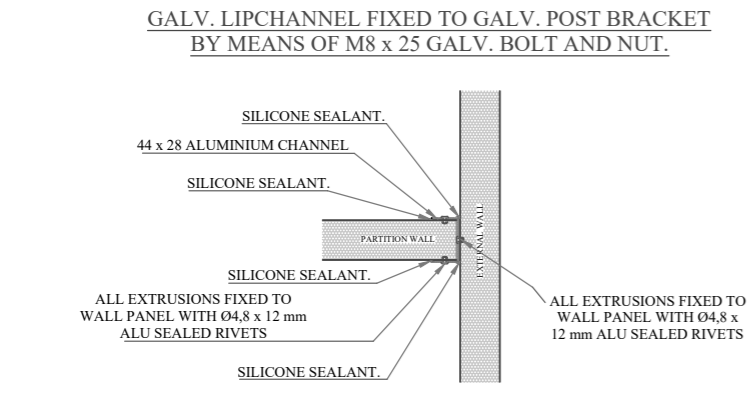 GALV. LIPCHANNEL FIXED TO GALV. POST BRACKET
BY MEANS OF M8 x 25 GALV. BOLT AND NUT.
SILICONE SEALANT.
44 x 28 ALUMINIUM CHANNEL
SILICONE SEALANT.
PARTITION WALL
EXTERNAL WALL
SILICONE SEALANT.
ALL EXTRUSIONS FIXED TO
WALL PANEL WITH Ø4,8 x 12 mm
ALU SEALED RIVETS
ALL EXTRUSIONS FIXED TO
WALL PANEL WITH Ø4,8 x
12 mm ALU SEALED RIVETS
SILICONE SEALANT.